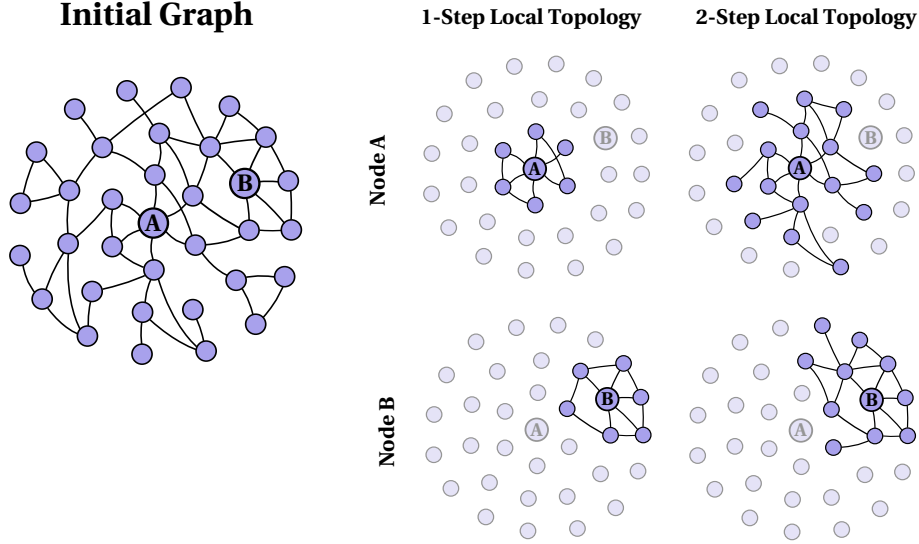 Initial Graph
1-Step Local Topology
2-Step Local Topology
Node A
Node B
A
B
A
B
A
B
A
B
A
B